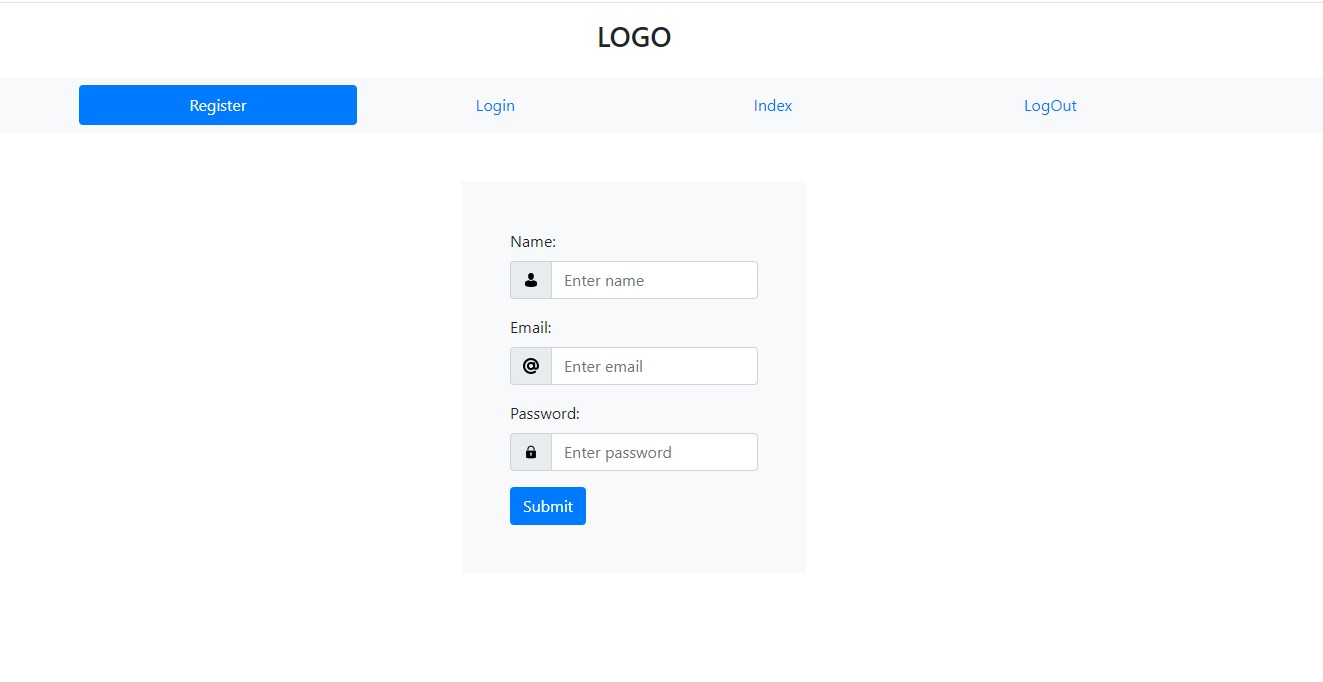 LOGO
Register Login Index LogOut
Name:
Enter name
Email:
@ Enter email
Password:
Enter password
Submit